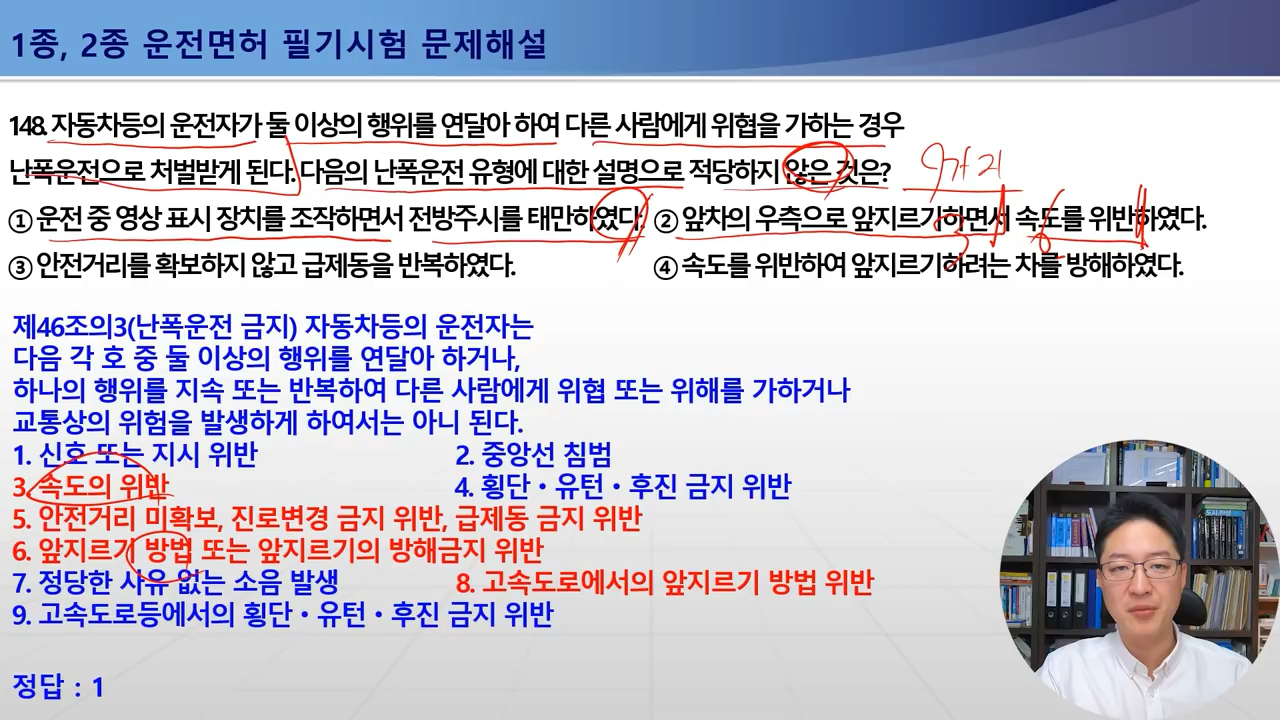 1종, 2종 운전면허 필기시험 문제해설
148. 자동차등의 운전자가 둘 이상의 행위를 연달아 하여 다른 사람에게 위협을 가하는 경우
난폭운전으로 처벌받게 된다. 다음의 난폭운전 유형에 대한 설명으로 적당하지 않은 것은?
9가지
① 운전 중 영상 표시 장치를 조작하면서 전방주시를 태만하였다. ② 앞차의 우측으로 앞지르기하면서 속도를 위반하였다.
3 6
③ 안전거리를 확보하지 않고 급제동을 반복하였다. ④ 속도를 위반하여 앞지르기하려는 차를 방해하였다.
제46조의3(난폭운전 금지) 자동차등의 운전자는
다음 각 호 중 둘 이상의 행위를 연달아 하거나,
하나의 행위를 지속 또는 반복하여 다른 사람에게 위협 또는 위해를 가하거나
교통상의 위험을 발생하게 하여서는 아니 된다.
1. 신호 또는 지시 위반 2. 중앙선 침범
3. 속도의 위반 4. 횡단·유턴·후진 금지 위반
5. 안전거리 미확보, 진로변경 금지 위반, 급제동 금지 위반
6. 앞지르기 방법 또는 앞지르기의 방해금지 위반
7. 정당한 사유 없는 소음 발생 8. 고속도로에서의 앞지르기 방법 위반
9. 고속도로등에서의 횡단·유턴·후진 금지 위반
정답 : 1